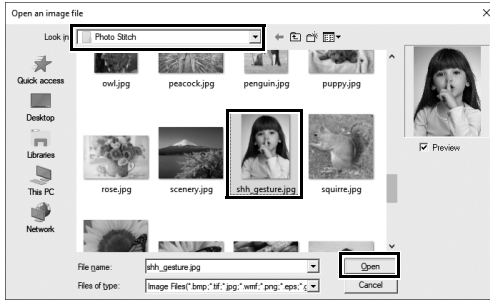 Open an image file
Look in
Photo Stitch
Quick access
Desktop
Libraries
This PC
Network
owl.jpg
peacock.jpg
penguin.jpg
puppy.jpg
rose.jpg
scenery.jpg
shh_gesture.jpg
squirre.jpg
Preview
File name:
shh_gesture.jpg
Open
Files of type:
Image Files(*.bmp;*.tif;*.jpg;*.wmf;*.png;*.eps;*.g
Cancel